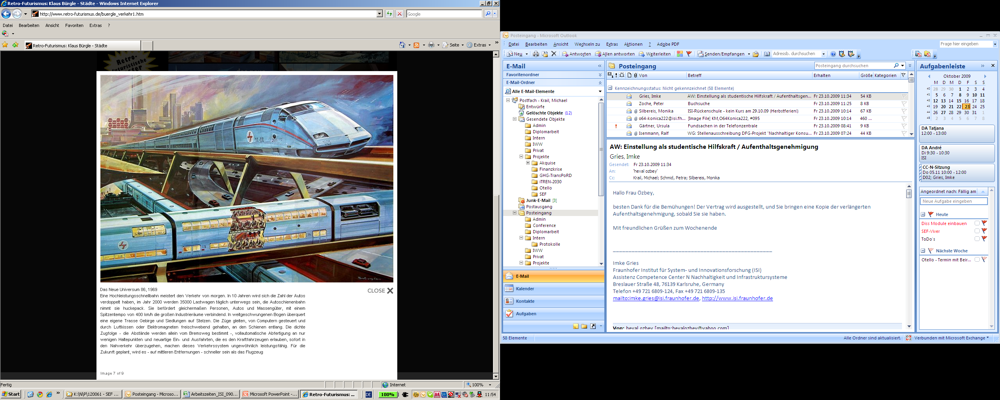 Retro-Futurismus: Klaus Bürgle - Städte - Windows Internet Explorer
http://www.retro-futurismus.de/buergle_verkehr1.htm
Google
Datei Bearbeiten Ansicht Favoriten Extras ?
Retro-Futurismus: Klaus Bürgle - Städte
Seite Extras
Retro-
futuristische
15
13
14
Das Neue Universum 86, 1969
CLOSE
Eine Hochleistungsschnellbahn meistert den Verkehr von morgen. In 10 Jahren wird sich die Zahl der Autos
verdoppelt haben, im Jahr 2000 werden 35000 Lastwagen täglich unterwegs sein, die Autoschienenbahn
nimmt sie huckepack. Sie befördert gleichermaßen Personen, Autos und Massengüter, mit einem
Spitzentempo von 400 km/h die großen Industrieräume verbindend. In weitgeschwungenen Bogen überquert
eine eigene Trasse Gebirge und Siedlungen auf Stelzen. Die Züge gleiten, von Computern gesteuert und
durch Luftkissen oder Elektromagneten freischwebend gehalten, an den Schienen entlang. Die dichte
Zugfolge - die Abstände werden allein vom Bremsweg bestimmt -, vollautomatische Abfertigung an nur
wenigen Haltepunkten und neuartige Ein- und Ausfahrten, die es den Kraftfahrzeugen erlauben, sofort in
den Nahverkehr überzugehen, machen dieses Verkehrssystem ungewöhnlich leistungsfähig. Für die
Zukunft geplant, wird es - auf mittleren Entfernungen - schneller sein als das Flugzeug
Image 7 of 9
Fertig
Internet
100%
Start
K:\N\P\120061 - SEF ...
Posteingang - Microso...
Arbeitszeiten_ISI_090...
Microsoft PowerPoint -...
Retro-Futurismus: ...
DE
100%
11:54
Posteingang - Microsoft Outlook
Datei Bearbeiten Ansicht Wechseln zu Extras Aktionen ? Adobe PDF
Frage hier eingeben
Neu Antworten Allen antworten Weiterleiten Senden/Empfangen Adressb. durchsuchen
E-Mail
Favoritenordner
E-Mail-Ordner
Alle E-Mail-Elemente
Postfach - Krail, Michael
Entwürfe
Gelöschte Objekte (12)
Gesendete Objekte
Admin
Diplomarbeit
Intern
IWW
Privat
Projekte
Akquise
Finanzkrise
GHG-TransPoRD
iTREN-2030
Otello
SEF
Junk-E-Mail [3]
Postausgang
Posteingang
Admin
Conference
Diplomarbeit
Intern
Protokolle
IWW
Privat
Projekte
E-Mail
Kalender
Kontakte
Aufgaben
58 Elemente
Posteingang
Posteingang durchsuchen
Von Betreff Erhalten Größe Kategorien
Kennzeichnungsstatus: Nicht gekennzeichnet (58 Elemente)
Gries, Imke AW: Einstellung als studentische Hilfskraft / Aufenthaltsgen... Fr 23.10.2009 11:34 54 KB
Zoche, Peter Buchsuche Fr 23.10.2009 11:25 8 KB
Silbereis, Monika ISI-Rückenschule - kein Kurs am 29.10.09 (Herbstferien!) Fr 23.10.2009 10:14 67 KB
o64-konica222@isi.fh... [Image File] KM,O64Konica222, #095 Fr 23.10.2009 10:14 460 ...
Gärtner, Ursula Fundsachen in der Telefonzentrale Fr 23.10.2009 08:41 9 KB
Isenmann, Ralf WG: Stellenausschreibung DFG-Projekt "Nachhaltiger Konsu... Fr 23.10.2009 07:24 44 KB
AW: Einstellung als studentische Hilfskraft / Aufenthaltsgenehmigung
Gries, Imke
Gesendet: Fr 23.10.2009 11:34
An: 'heval ozbey'
Cc: Krail, Michael; Schmid, Petra; Silbereis, Monika
Hallo Frau Özbey,
besten Dank für die Bemühungen! Der Vertrag wird ausgestellt, und Sie bringen eine Kopie der verlängerten
Aufenthaltsgenehmigung, sobald Sie sie haben.
Mit freundlichen Grüßen zum Wochenende
Imke Gries
Fraunhofer Institut für System- und Innovationsforschung (ISI)
Assistenz Competence Center N Nachhaltigkeit und Infrastruktursysteme
Breslauer Straße 48, 76139 Karlsruhe, Germany
Telefon +49 721 6809-124, Fax +49 721 6809-135
mailto:imke.gries@isi.fraunhofer.de, http://www.isi.fraunhofer.de
Von: heval ozbey [mailto:hevalozbey@yahoo.com]
Alle Ordner sind aktualisiert. Verbunden mit Microsoft Exchange
Aufgabenleiste
Oktober 2009
M D M D F S S
40 28 29 30 1 2 3 4
41 5 6 7 8 9 10 11
42 12 13 14 15 16 17 18
43 19 20 21 22 23 24 25
44 26 27 28 29 30 31 1
45 2 3 4 5 6 7 8
DA Tatjana
12:00 - 13:00
DA André
Di 9:30 - 10:30
ISI
CC-N-Sitzung
Do 05.11 10:00 - 12:00
D02; Gries, Imke
Angeordnet nach: Fällig am
Neue Aufgabe eingeben
Heute
Diss Module einbauen
SEF-Viver
ToDo's
Nächste Woche
Otello - Termin mit Beir...